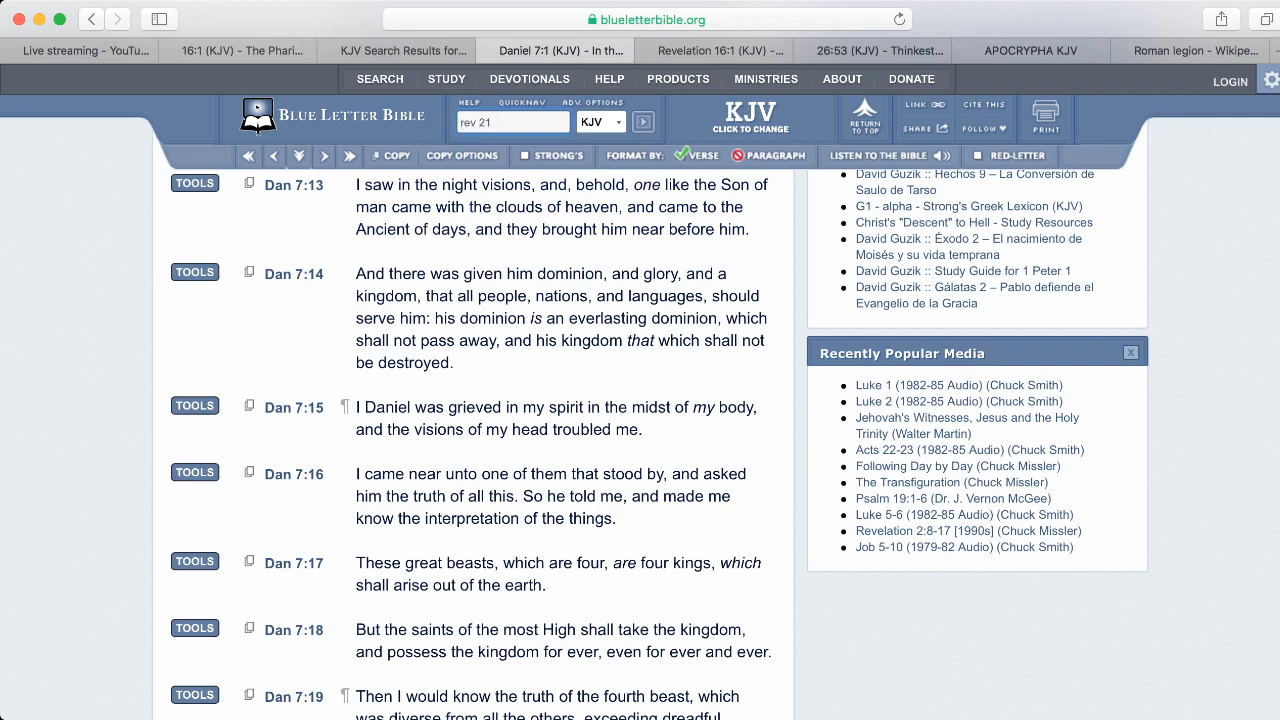 blueletterbible.org
Live streaming - YouTu...
16:1 (KJV) - The Phari...
KJV Search Results for...
Daniel 7:1 (KJV) - In th...
Revelation 16:1 (KJV) -...
26:53 (KJV) - Thinkest...
APOCRYPHA KJV
Roman legion - Wikipe...
SEARCH STUDY DEVOTIONALS HELP PRODUCTS MINISTRIES ABOUT DONATE
LOGIN
BLUE LETTER BIBLE
HELP QUICKNAV ADV. OPTIONS
rev 21
KJV
KJV
CLICK TO CHANGE
RETURN
TO TOP
LINK
CITE THIS
SHARE
FOLLOW
PRINT
COPY COPY OPTIONS STRONG'S FORMAT BY: VERSE PARAGRAPH LISTEN TO THE BIBLE RED-LETTER
TOOLS Dan 7:13 I saw in the night visions, and, behold, one like the Son of
man came with the clouds of heaven, and came to the
Ancient of days, and they brought him near before him.
TOOLS Dan 7:14 And there was given him dominion, and glory, and a
kingdom, that all people, nations, and languages, should
serve him: his dominion is an everlasting dominion, which
shall not pass away, and his kingdom that which shall not
be destroyed.
TOOLS Dan 7:15 ¶ I Daniel was grieved in my spirit in the midst of my body,
and the visions of my head troubled me.
TOOLS Dan 7:16 I came near unto one of them that stood by, and asked
him the truth of all this. So he told me, and made me
know the interpretation of the things.
TOOLS Dan 7:17 These great beasts, which are four, are four kings, which
shall arise out of the earth.
TOOLS Dan 7:18 But the saints of the most High shall take the kingdom,
and possess the kingdom for ever, even for ever and ever.
TOOLS Dan 7:19 ¶ Then I would know the truth of the fourth beast, which
was diverse from all the others, exceeding dreadful,
David Guzik :: Hechos 9 – La Conversión de
Saulo de Tarso
G1 - alpha - Strong's Greek Lexicon (KJV)
Christ's "Descent" to Hell - Study Resources
David Guzik :: Éxodo 2 – El nacimiento de
Moisés y su vida temprana
David Guzik :: Study Guide for 1 Peter 1
David Guzik :: Gálatas 2 – Pablo defiende el
Evangelio de la Gracia
Recently Popular Media
x
Luke 1 (1982-85 Audio) (Chuck Smith)
Luke 2 (1982-85 Audio) (Chuck Smith)
Jehovah's Witnesses, Jesus and the Holy
Trinity (Walter Martin)
Acts 22-23 (1982-85 Audio) (Chuck Smith)
Following Day by Day (Chuck Missler)
The Transfiguration (Chuck Missler)
Psalm 19:1-6 (Dr. J. Vernon McGee)
Luke 5-6 (1982-85 Audio) (Chuck Smith)
Revelation 2:8-17 [1990s] (Chuck Missler)
Job 5-10 (1979-82 Audio) (Chuck Smith)